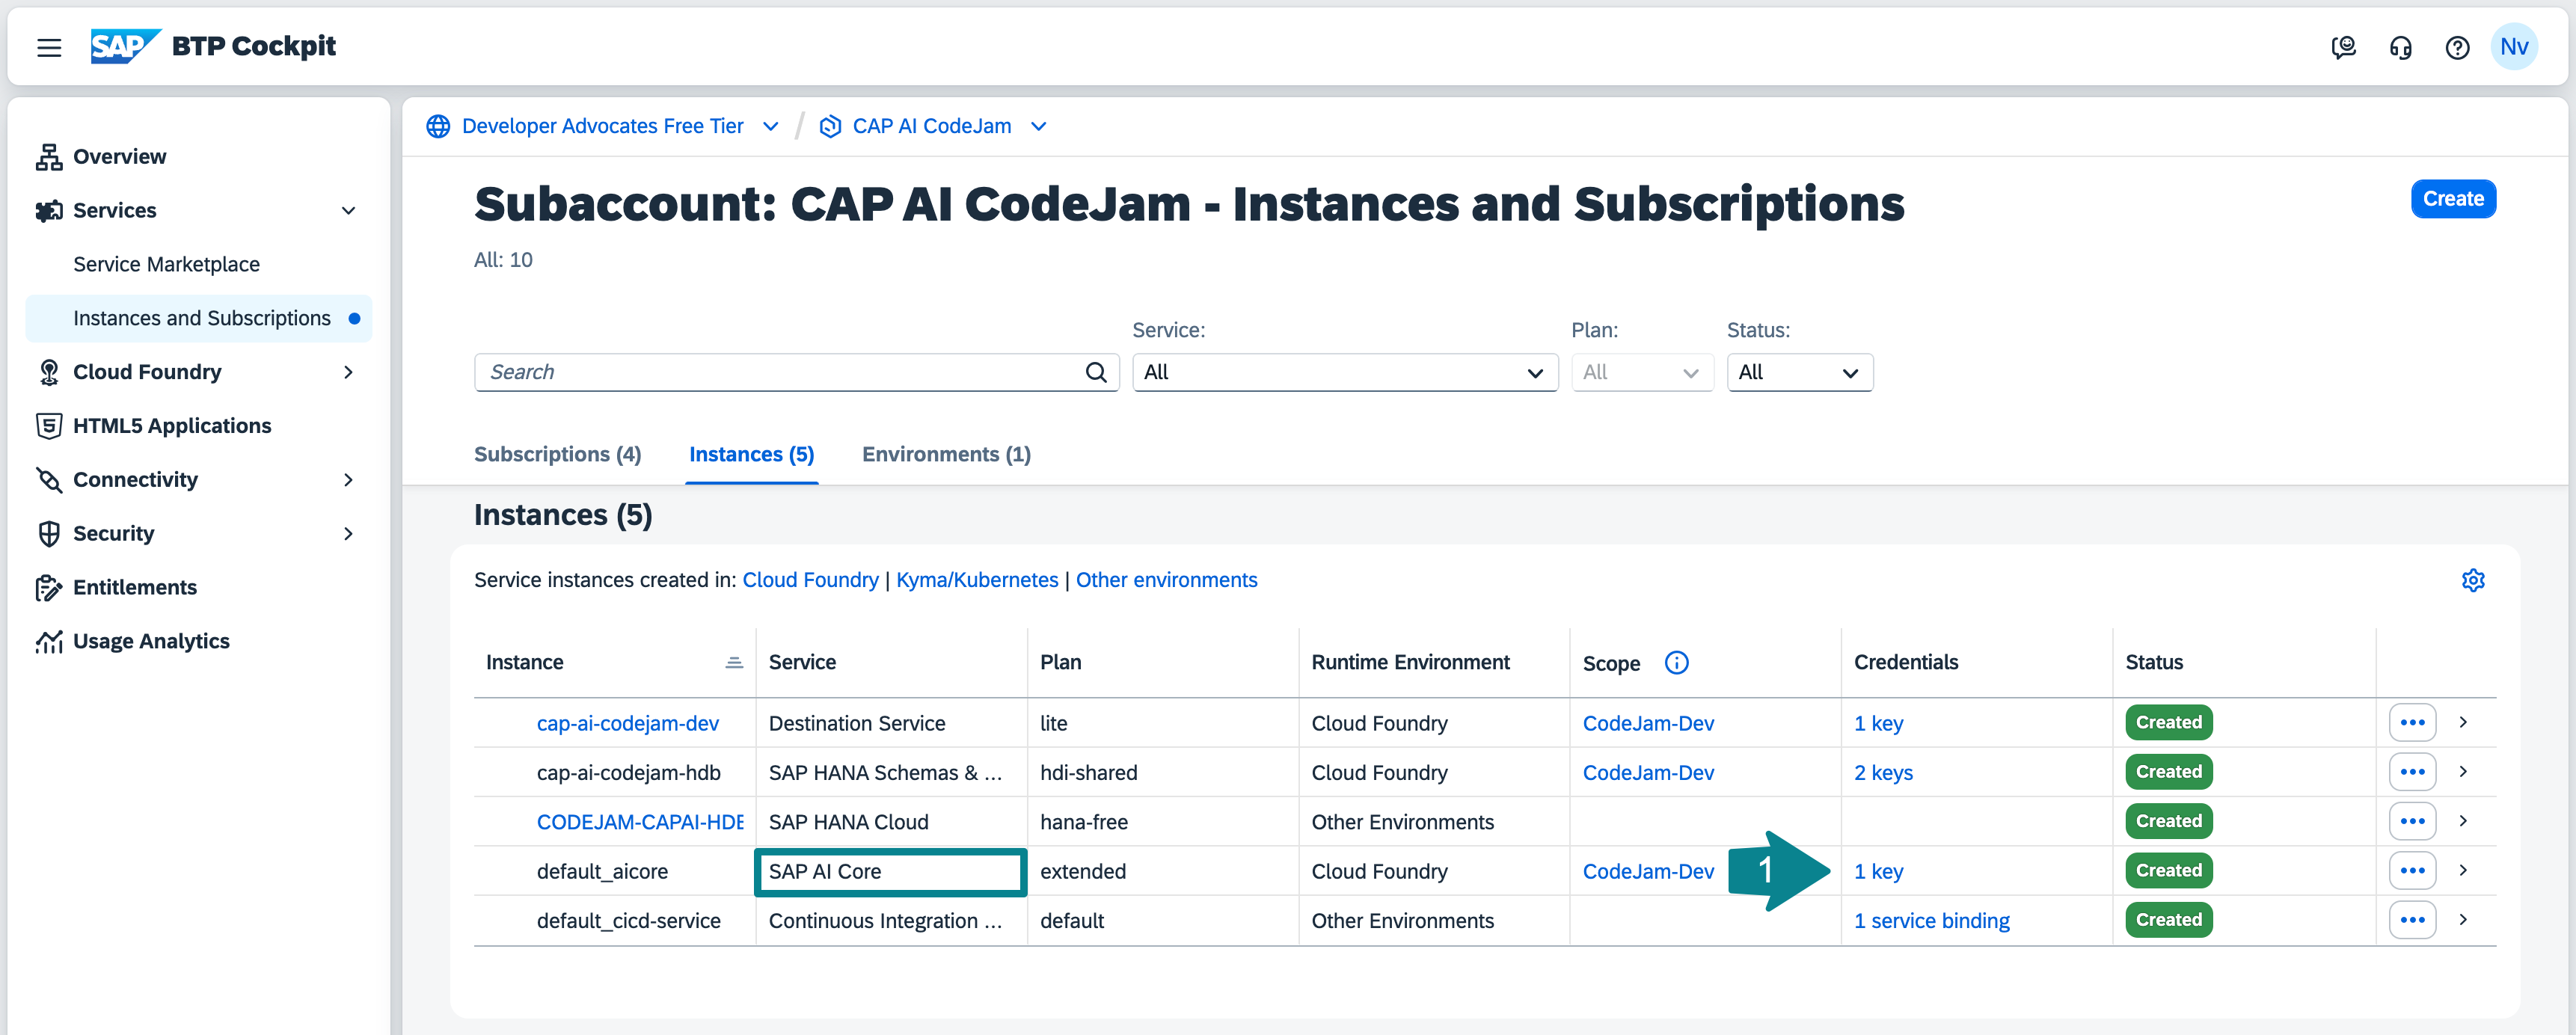 SAP BTP Cockpit
Nv
Overview
Services
Service Marketplace
Instances and Subscriptions
Cloud Foundry
HTML5 Applications
Connectivity
Security
Entitlements
Usage Analytics
Developer Advocates Free Tier / CAP AI CodeJam
Subaccount: CAP AI CodeJam - Instances and Subscriptions
Create
All: 10
Service: Plan: Status:
Search All All All
Subscriptions (4) Instances (5) Environments (1)
Instances (5)
Service instances created in: Cloud Foundry | Kyma/Kubernetes | Other environments
Instance Service Plan Runtime Environment Scope Credentials Status
cap-ai-codejam-dev Destination Service lite Cloud Foundry CodeJam-Dev 1 key Created
cap-ai-codejam-hdb SAP HANA Schemas & ... hdi-shared Cloud Foundry CodeJam-Dev 2 keys Created
CODEJAM-CAPAI-HDB SAP HANA Cloud hana-free Other Environments Created
default_aicore SAP AI Core extended Cloud Foundry CodeJam-Dev 1 1 key Created
default_cicd-service Continuous Integration ... default Other Environments 1 service binding Created